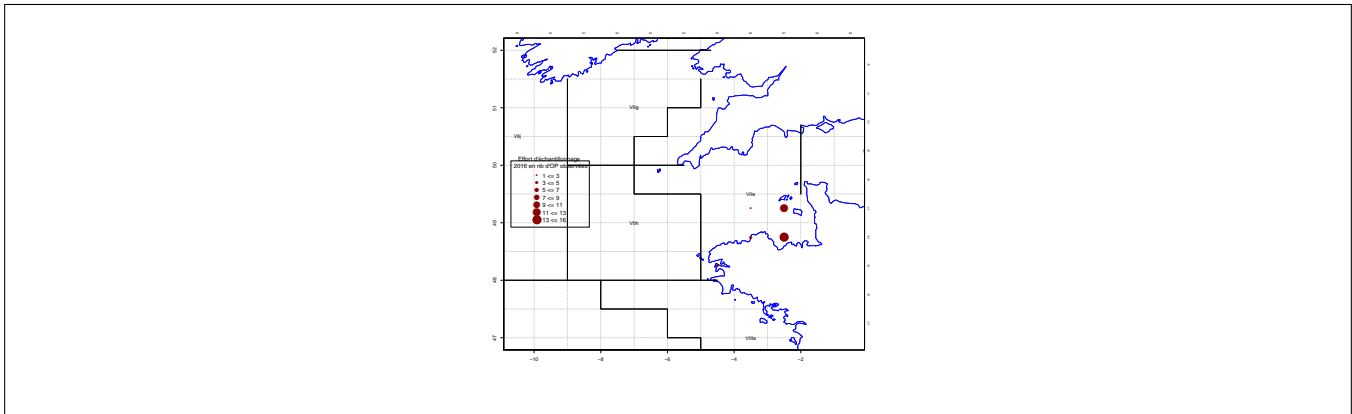 52
VIIg
51
VIIj
50
Effort d'échantillonnage
2016 en nb d'OP observées
1 <= 3
3 <= 5
5 <= 7
7 <= 9
9 <= 11
11 <= 13
13 <= 16
VIIe
49
VIIh
48
47
VIIIa
−10
−8
−6
−4
−2